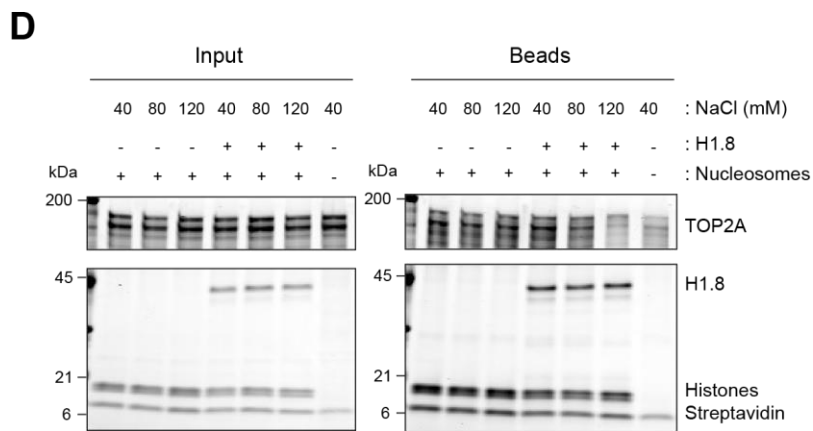 D
Input Beads
40 80 120 40 80 120 40 40 80 120 40 80 120 40 : NaCl (mM)
- - - + + + - - - - + + + - : H1.8
kDa + + + + + + - kDa + + + + + + - : Nucleosomes
200 200 TOP2A
45 45 H1.8
21 21
Histones
6 6 Streptavidin